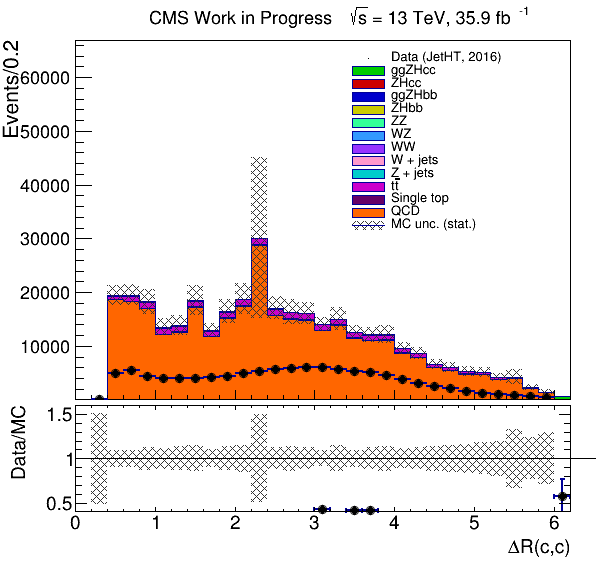 CMS Work in Progress √s = 13 TeV, 35.9 fb⁻¹
Events/0.2
60000
50000
40000
30000
20000
10000
Data (JetHT, 2016)
ggZHcc
ZHcc
ggZHbb
ZHbb
ZZ
WZ
WW
W + jets
Z + jets
tt̄
Single top
QCD
MC unc. (stat.)
Data/MC
1.5
1
0.5
0 1 2 3 4 5 6
ΔR(c,c)